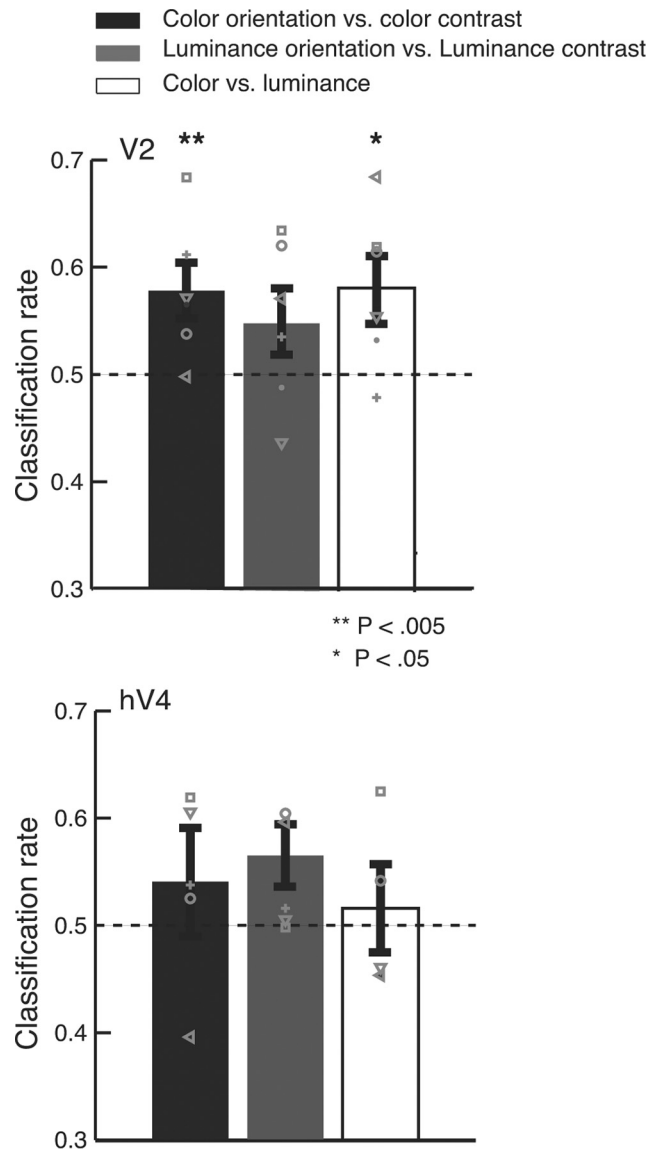 Color orientation vs. color contrast
Luminance orientation vs. Luminance contrast
Color vs. luminance
V2
**
*
0.7
0.6
0.5
0.4
0.3
Classification rate
** P < .005
* P < .05
hV4
0.7
0.6
0.5
0.4
0.3
Classification rate